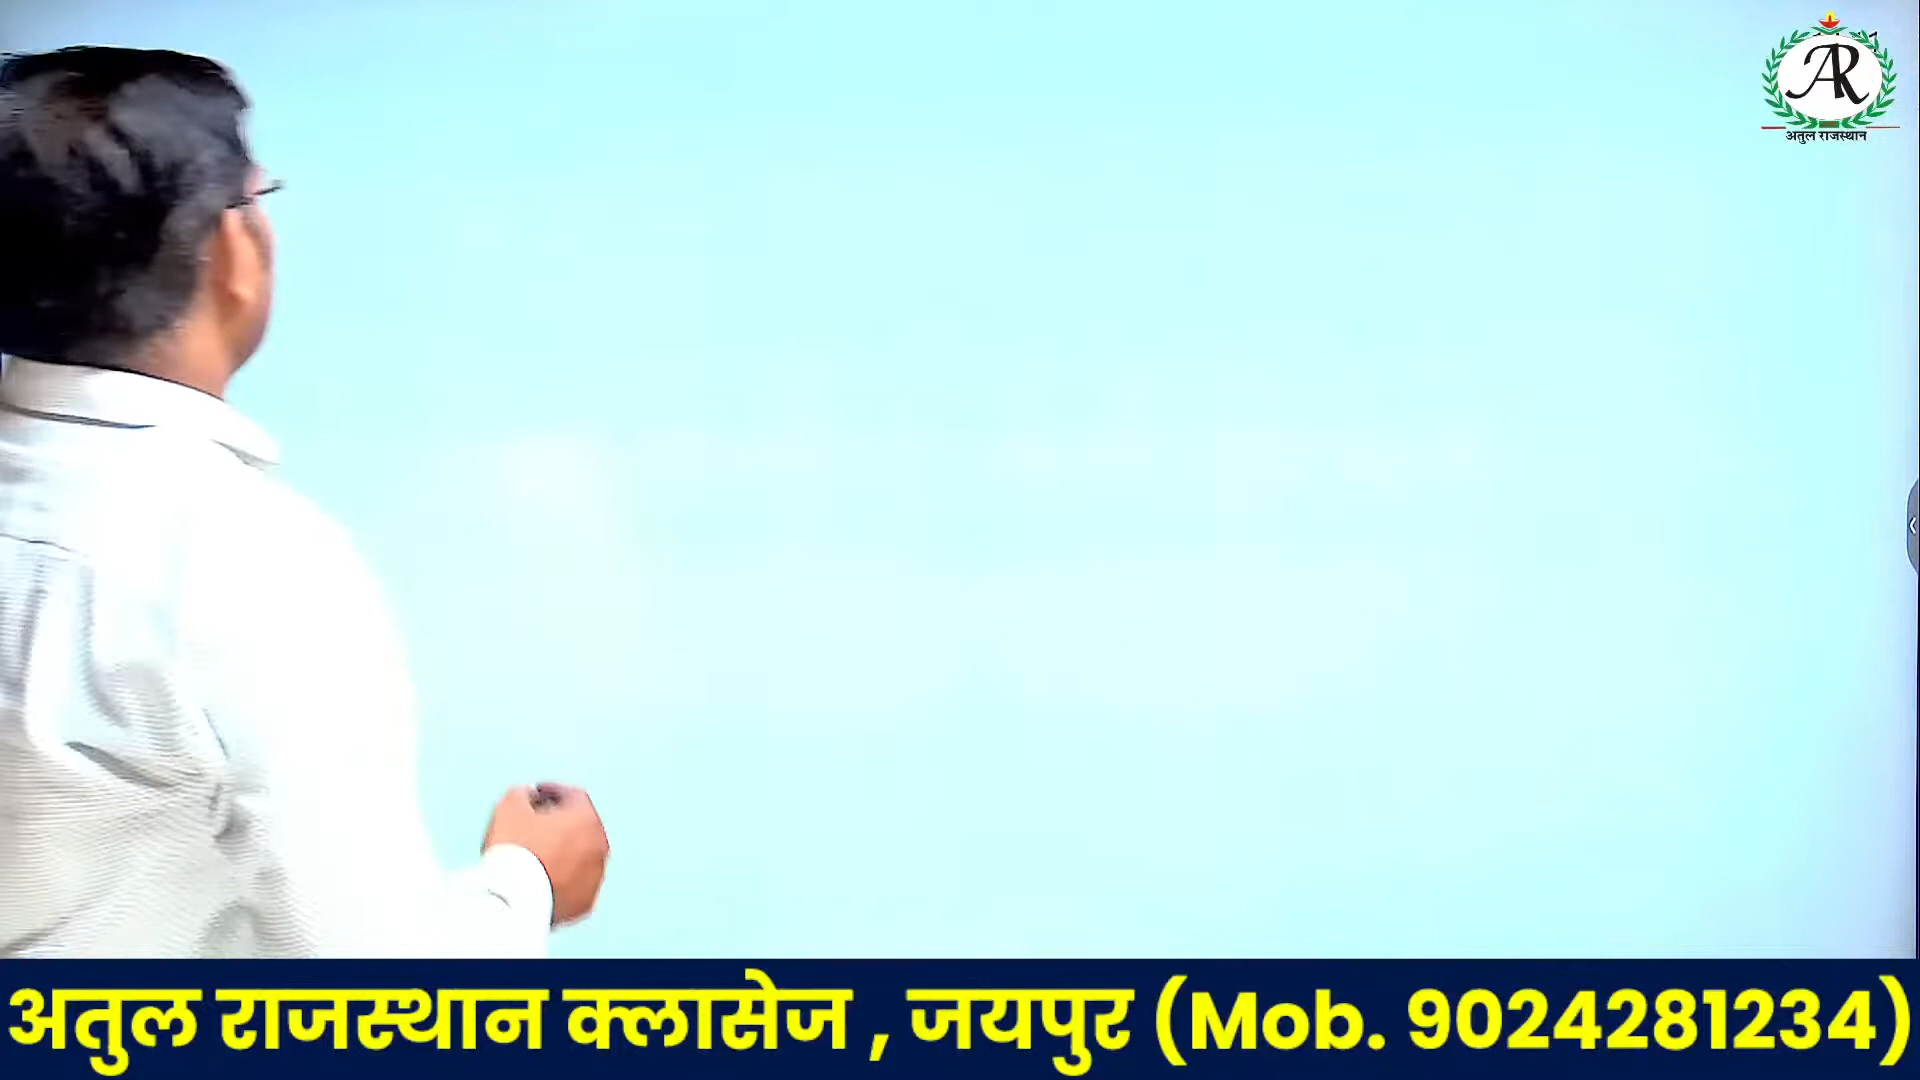 AR
अतुल राजस्थान
अतुल राजस्थान क्लासेज , जयपुर (Mob. 9024281234)